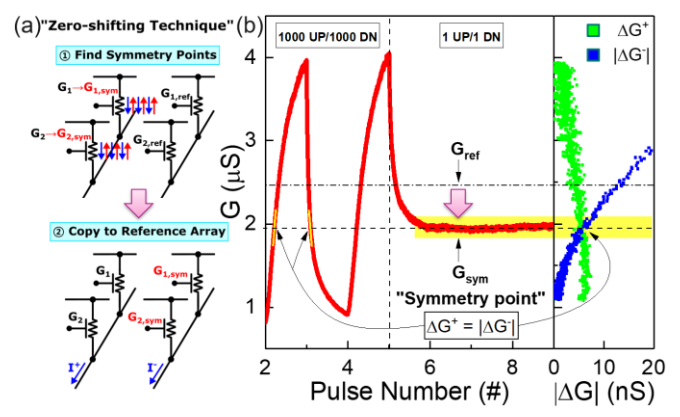 (a)"Zero-shifting Technique"
① Find Symmetry Points
G1→G1,sym
G1,ref
G2→G2,sym
G2,ref
② Copy to Reference Array
G1
G1,sym
G2
G2,sym
I+
I-
(b)
1000 UP/1000 DN
1 UP/1 DN
ΔG+
|ΔG-|
5
4
3
2
1
G (μS)
Gref
Gsym
"Symmetry point"
ΔG+ = |ΔG-|
2 4 6 8
0 10 20
Pulse Number (#)
|ΔG| (nS)